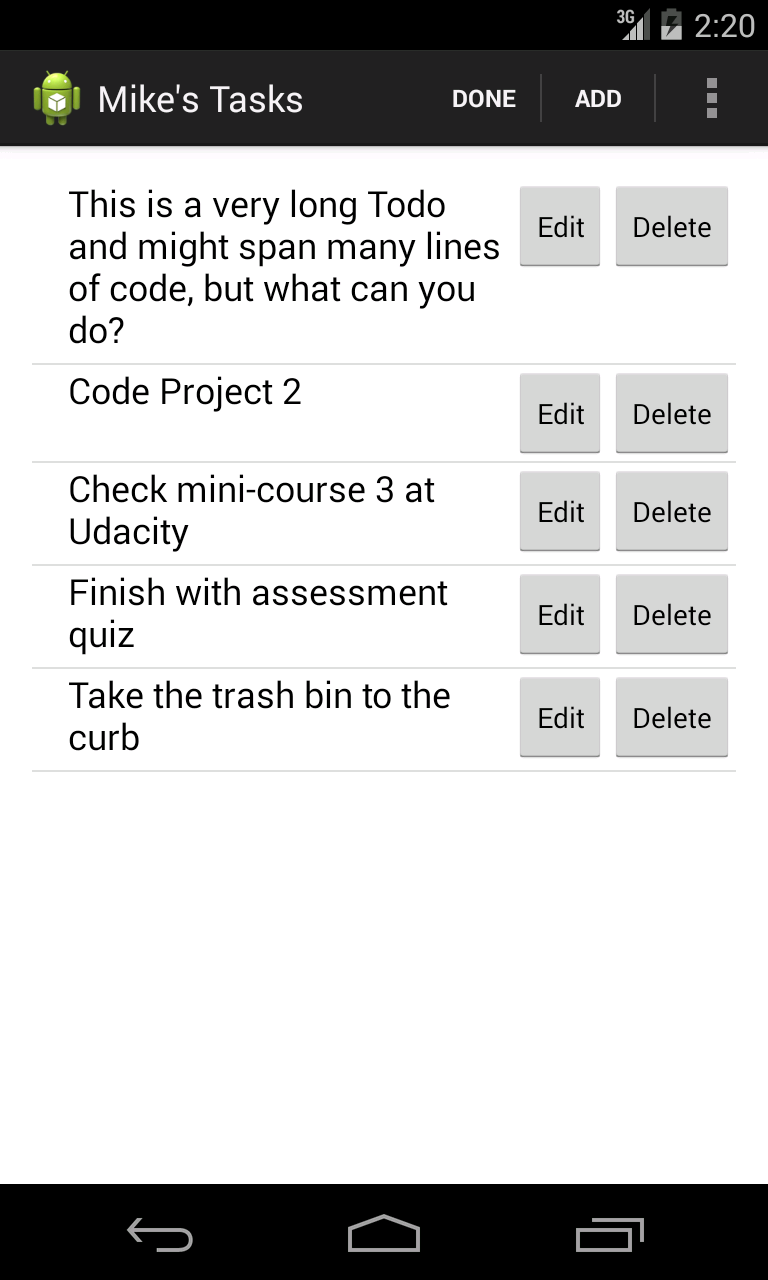 3G 2:20
Mike's Tasks DONE ADD
This is a very long Todo
and might span many lines
of code, but what can you
do?
Edit Delete
Code Project 2
Edit Delete
Check mini-course 3 at
Udacity
Edit Delete
Finish with assessment
quiz
Edit Delete
Take the trash bin to the
curb
Edit Delete